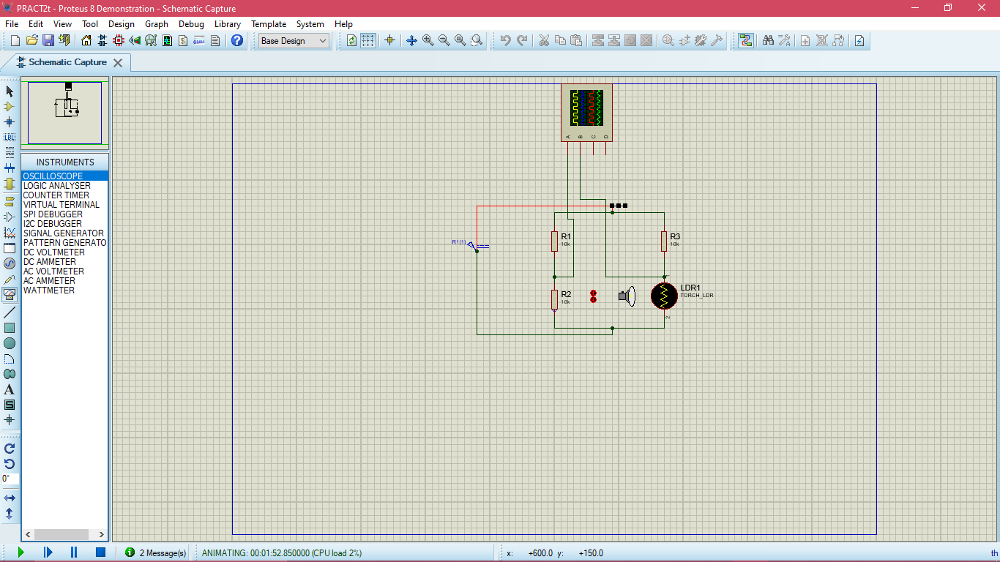 PRACT2t - Proteus 8 Demonstration - Schematic Capture
File Edit View Tool Design Graph Debug Library Template System Help
Base Design
Schematic Capture
INSTRUMENTS
OSCILLOSCOPE
LOGIC ANALYSER
COUNTER TIMER
VIRTUAL TERMINAL
SPI DEBUGGER
I2C DEBUGGER
SIGNAL GENERATOR
PATTERN GENERATO
DC VOLTMETER
DC AMMETER
AC VOLTMETER
AC AMMETER
WATTMETER
LBL
A
S
0°
A B C D
R1(1)
R1
10k
R3
10k
R2
10k
LDR1
TORCH_LDR
2
2 Message(s)
ANIMATING: 00:01:52.850000 (CPU load 2%)
x: +600.0 y: +150.0
th